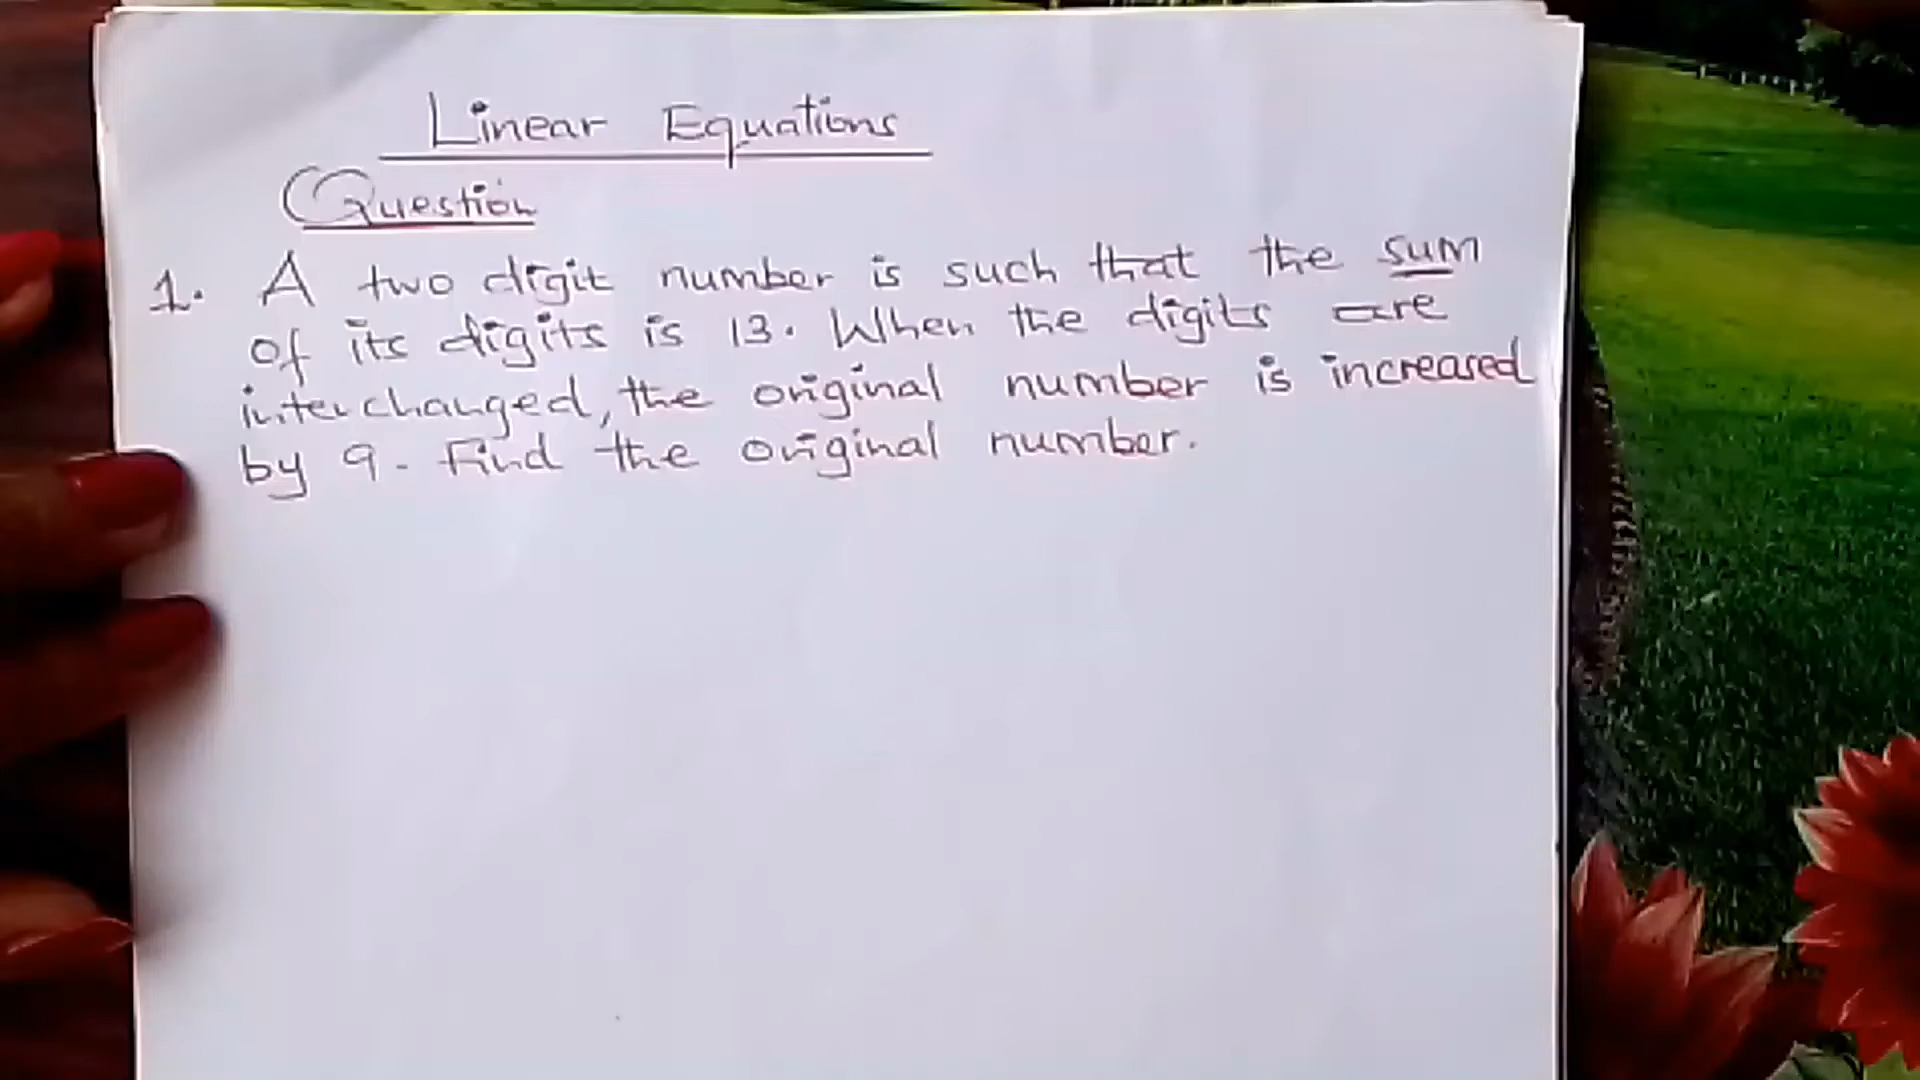 Linear Equations
Question
1. A two digit number is such that the sum
of its digits is 13. When the digits are
interchanged, the original number is increased
by 9. Find the original number.